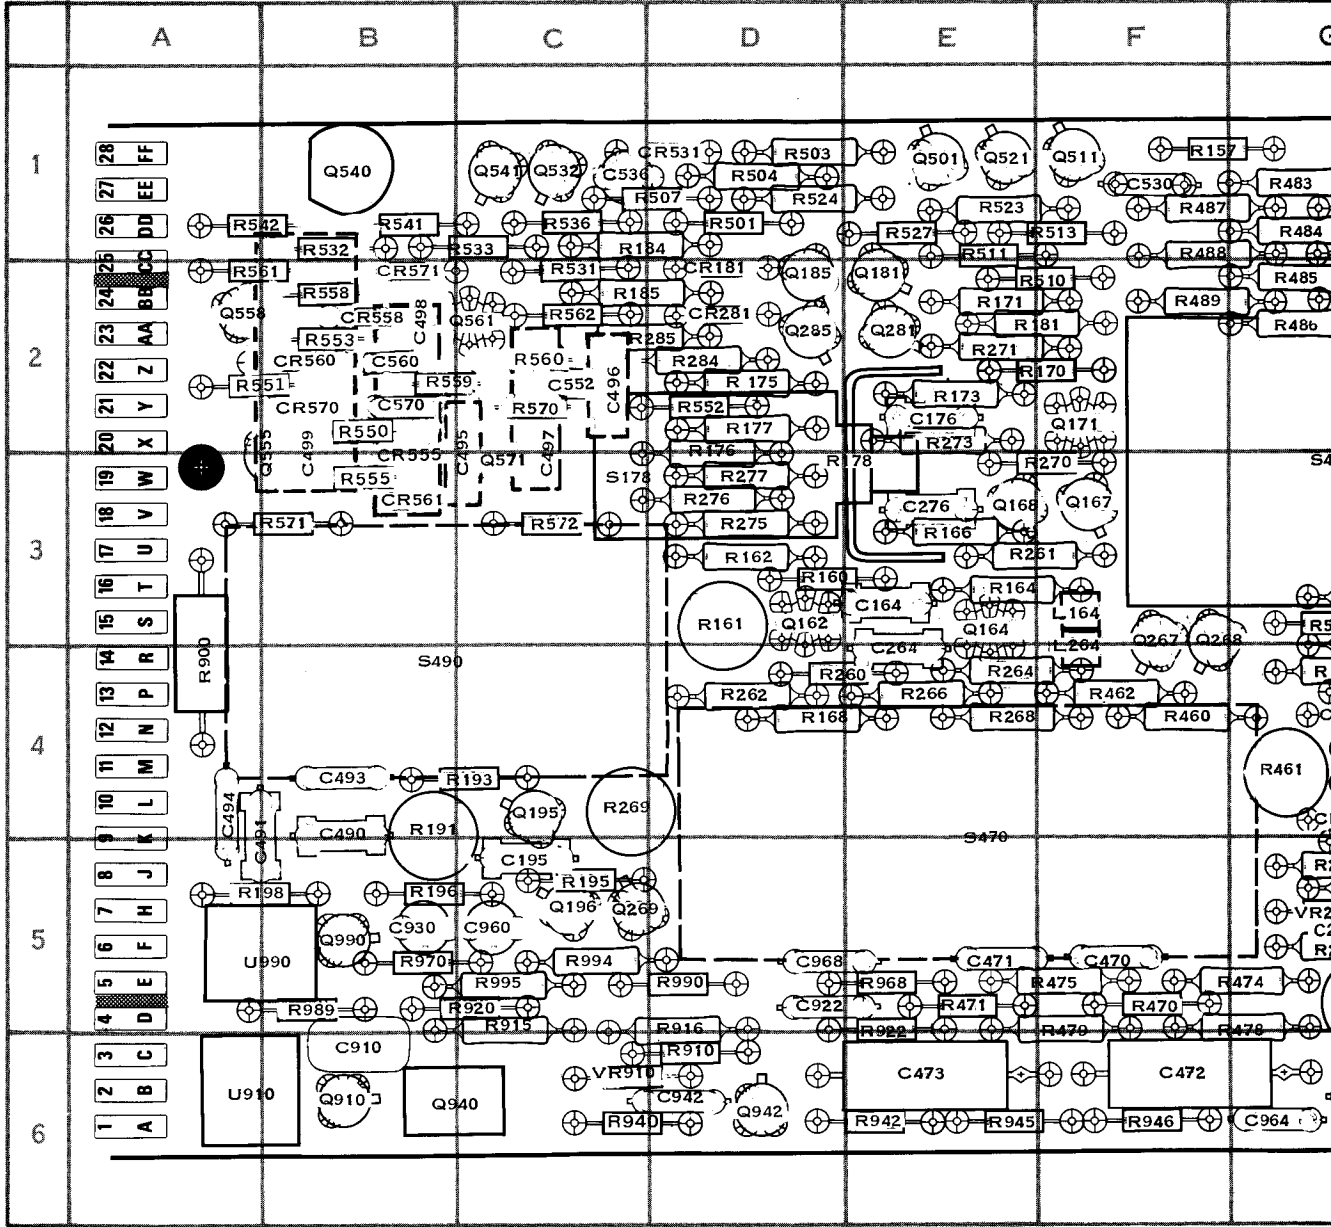 A B C D E F G
1
28 FF Q540 Q541 Q532 C536 CR531 R503 Q501 Q521 Q511 R157
27 EE R504 C530 R483
R507 R524 R523 R487
26 DD R542 R541 R536 R501 R527 R513 R484
R532 R533 R184 R511 R488
25 CC R561 CR571 R531 CR181 Q185 Q181 R510 R485
24 BB R558 R185 R171 R489
Q558 CR558 C498 Q561 R562 CR281 Q285 Q281 R181 R486
23 AA R553 R285 R271
2
22 Z CR560 C560 R560 R284 R170
R551 R559 C552 C496 R175 R173
21 Y CR570 C570 R570 R552 C176
R550 R177 Q171
20 X Q555 C499 CR555 C495 Q571 C497 R176 R273
19 W R555 S178 R277 R178 R270 S4
CR561 R276 C276 Q168 Q167
18 V R571 R572 R275 R166
3
17 U R162 R261
16 T R160 R164
C164 L164
15 S R161 Q162 Q164 Q267 Q268 R5
14 R R900 S490 C264 L264
R260 R264 R
13 P R262 R266 R462
12 N R168 R268 R460 C
4
11 M C493 R193 R461
10 L C494 Q195 R269
9 K C491 C490 R191 S470
C195
8 J R195 R2
R198 R196
7 H Q196 Q269 VR2
C930 C960 C2
5
6 F U990 Q990 R970 R994 C968 C471 C470 R2
5 E R995 R990 R968 R475 R474
R989 R920 C922 R471 R470
4 D R915 R916 R922 R479 R478
3 C C910 R910
VR910 C473 C472
2 B U910 Q910 Q940 C942 Q942
1 A R940 R942 R945 R946 C964
6